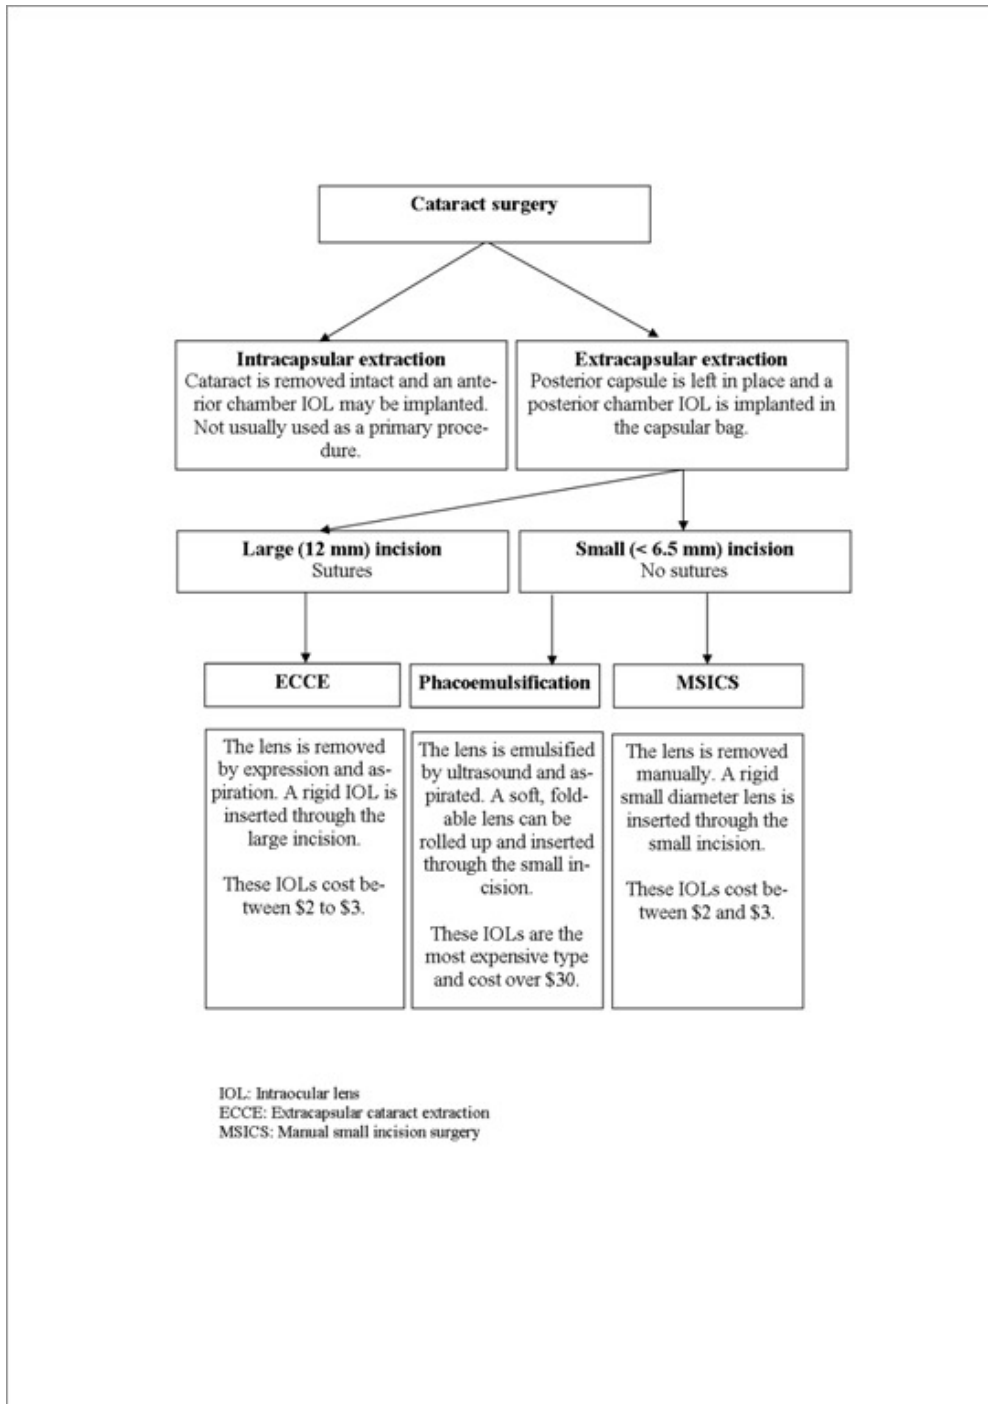 Cataract surgery
Intracapsular extraction
Cataract is removed intact and an ante-
rior chamber IOL may be implanted.
Not usually used as a primary proce-
dure.
Extracapsular extraction
Posterior capsule is left in place and a
posterior chamber IOL is implanted in
the capsular bag.
Large (12 mm) incision
Sutures
Small (< 6.5 mm) incision
No sutures
ECCE
Phacoemulsification
MSICS
The lens is removed
by expression and as-
piration. A rigid IOL is
inserted through the
large incision.
These IOLs cost be-
tween $2 to $3.
The lens is emulsified
by ultrasound and as-
pirated. A soft, fold-
able lens can be
rolled up and inserted
through the small in-
cision.
These IOLs are the
most expensive type
and cost over $30.
The lens is removed
manually. A rigid
small diameter lens is
inserted through the
small incision.
These IOLs cost be-
tween $2 and $3.
IOL: Intraocular lens
ECCE: Extracapsular cataract extraction
MSICS: Manual small incision surgery